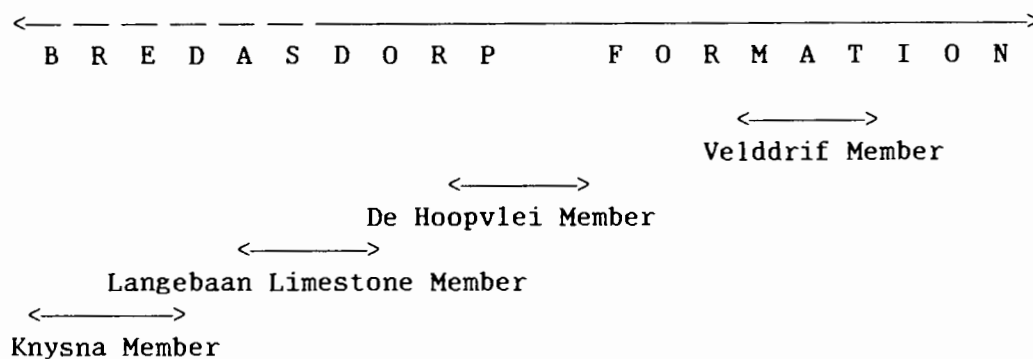 B R E D A S D O R P F O R M A T I O N
Velddrif Member
De Hoopvlei Member
Langebaan Limestone Member
Knysna Member